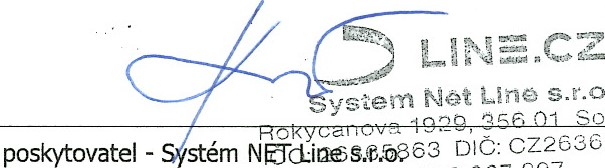 LINE.CZ
System Net Line s.r.o
Rokycanova 1929, 356 01 So
poskytovatel - Systém NET Line s.r.o.
DIČ: CZ2636